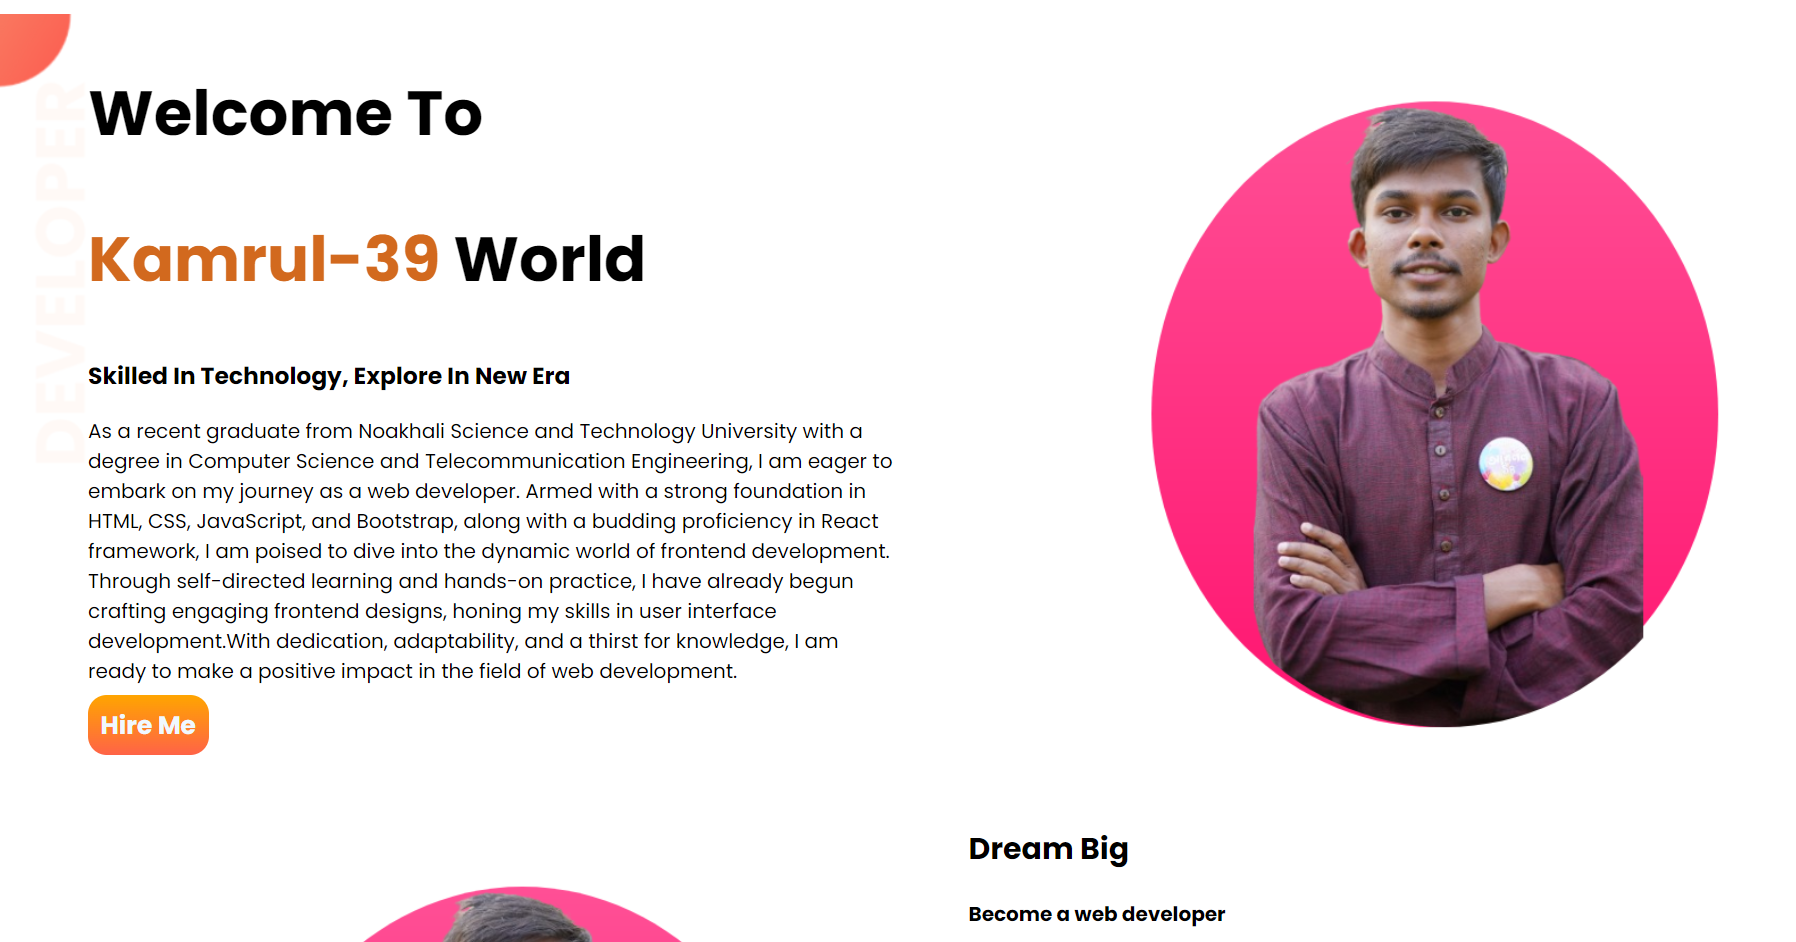 DEVELOPER
Welcome To
Kamrul-39 World
Skilled In Technology, Explore In New Era
As a recent graduate from Noakhali Science and Technology University with a
degree in Computer Science and Telecommunication Engineering, I am eager to
embark on my journey as a web developer. Armed with a strong foundation in
HTML, CSS, JavaScript, and Bootstrap, along with a budding proficiency in React
framework, I am poised to dive into the dynamic world of frontend development.
Through self-directed learning and hands-on practice, I have already begun
crafting engaging frontend designs, honing my skills in user interface
development.With dedication, adaptability, and a thirst for knowledge, I am
ready to make a positive impact in the field of web development.
Hire Me
Dream Big
Become a web developer